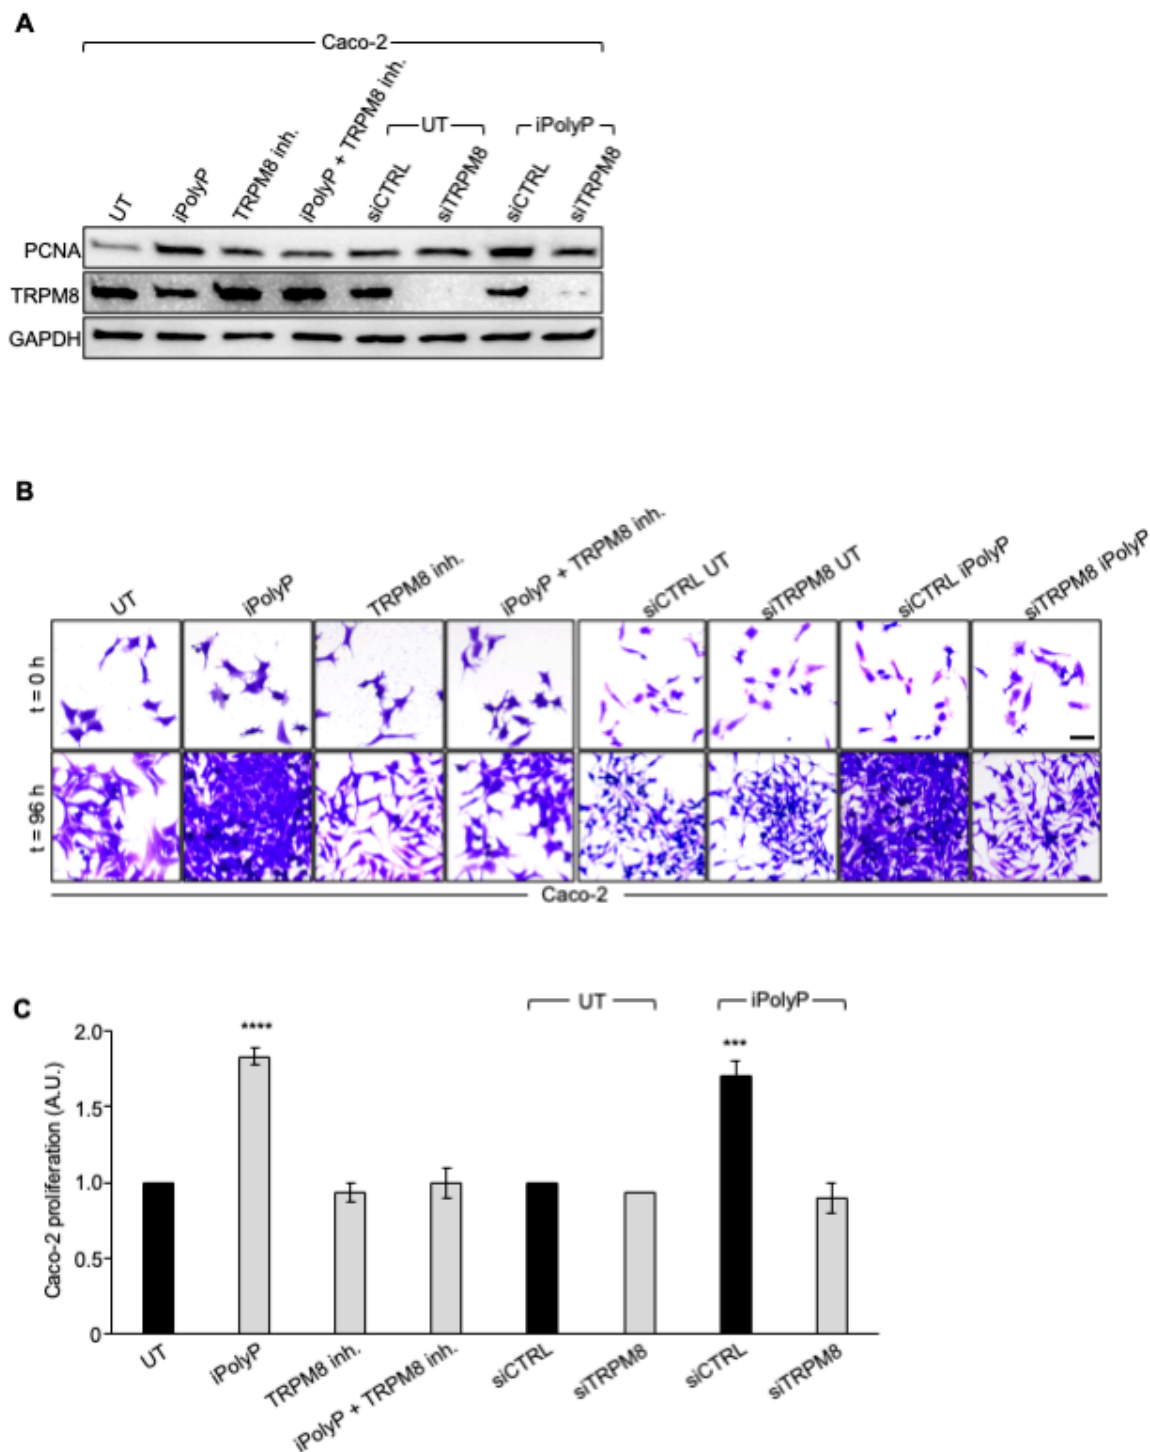 A
Caco-2
UT iPolyP
UT iPolyP TRPM8 inh. iPolyP + TRPM8 inh. siCTRL siTRPM8 siCTRL siTRPM8
PCNA
TRPM8
GAPDH
B
UT iPolyP TRPM8 inh. iPolyP + TRPM8 inh. siCTRL UT siTRPM8 UT siCTRL iPolyP siTRPM8 iPolyP
t = 0 h
t = 96 h
Caco-2
C
UT iPolyP
Caco-2 proliferation (A.U.)
2.0
1.5
1.0
0.5
0
****
***
UT iPolyP TRPM8 inh. iPolyP + TRPM8 inh. siCTRL siTRPM8 siCTRL siTRPM8